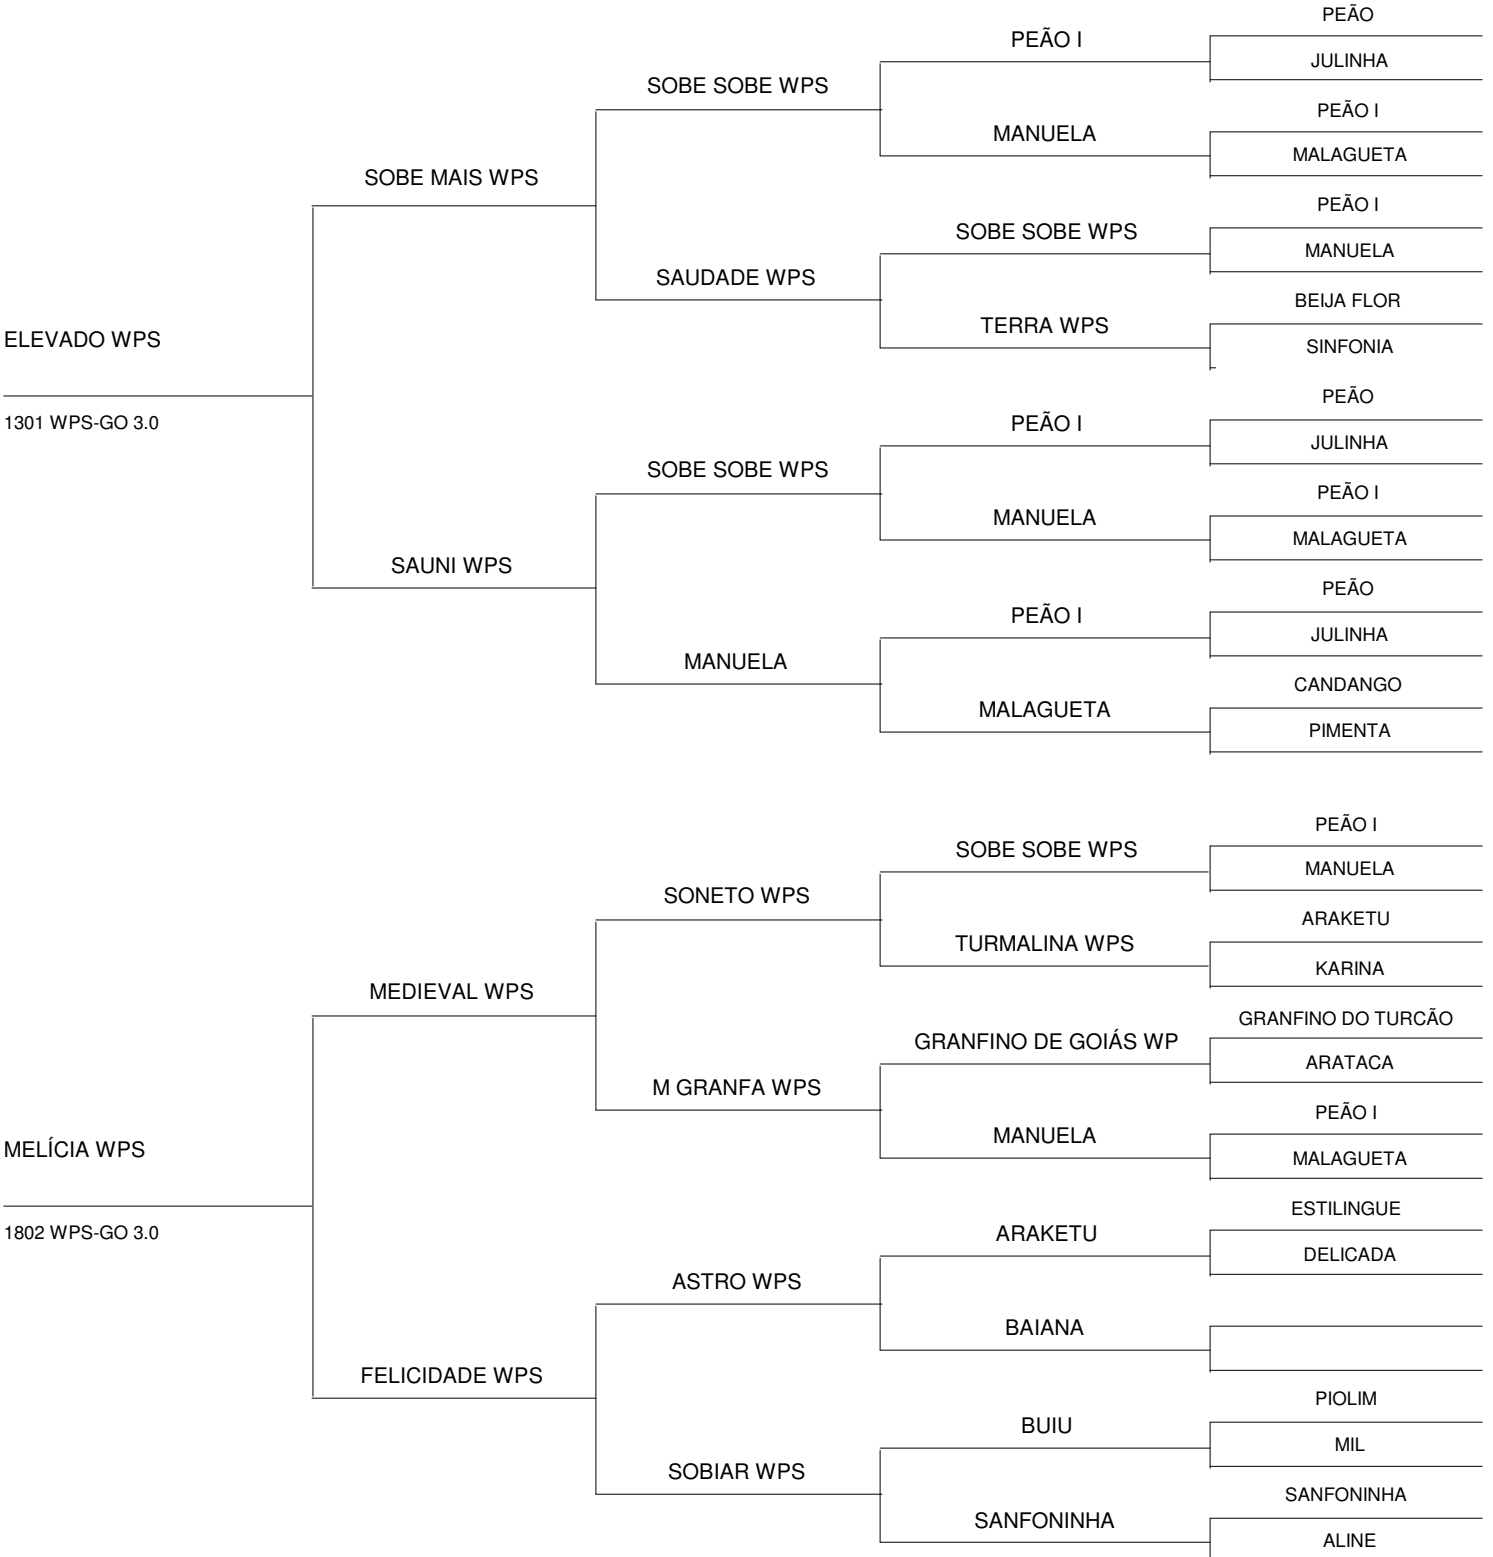 PEÃO
PEÃO I
JULINHA
SOBE SOBE WPS
PEÃO I
MANUELA
MALAGUETA
SOBE MAIS WPS
PEÃO I
SOBE SOBE WPS
MANUELA
SAUDADE WPS
BEIJA FLOR
TERRA WPS
ELEVADO WPS
SINFONIA
PEÃO
1301 WPS-GO 3.0
PEÃO I
JULINHA
SOBE SOBE WPS
PEÃO I
MANUELA
MALAGUETA
SAUNI WPS
PEÃO
PEÃO I
JULINHA
MANUELA
CANDANGO
MALAGUETA
PIMENTA
PEÃO I
SOBE SOBE WPS
MANUELA
SONETO WPS
ARAKETU
TURMALINA WPS
KARINA
MEDIEVAL WPS
GRANFINO DO TURCÃO
GRANFINO DE GOIÁS WP
ARATACA
M GRANFA WPS
PEÃO I
MANUELA
MELÍCIA WPS
MALAGUETA
ESTILINGUE
1802 WPS-GO 3.0
ARAKETU
DELICADA
ASTRO WPS
BAIANA
FELICIDADE WPS
PIOLIM
BUIU
MIL
SOBIAR WPS
SANFONINHA
SANFONINHA
ALINE